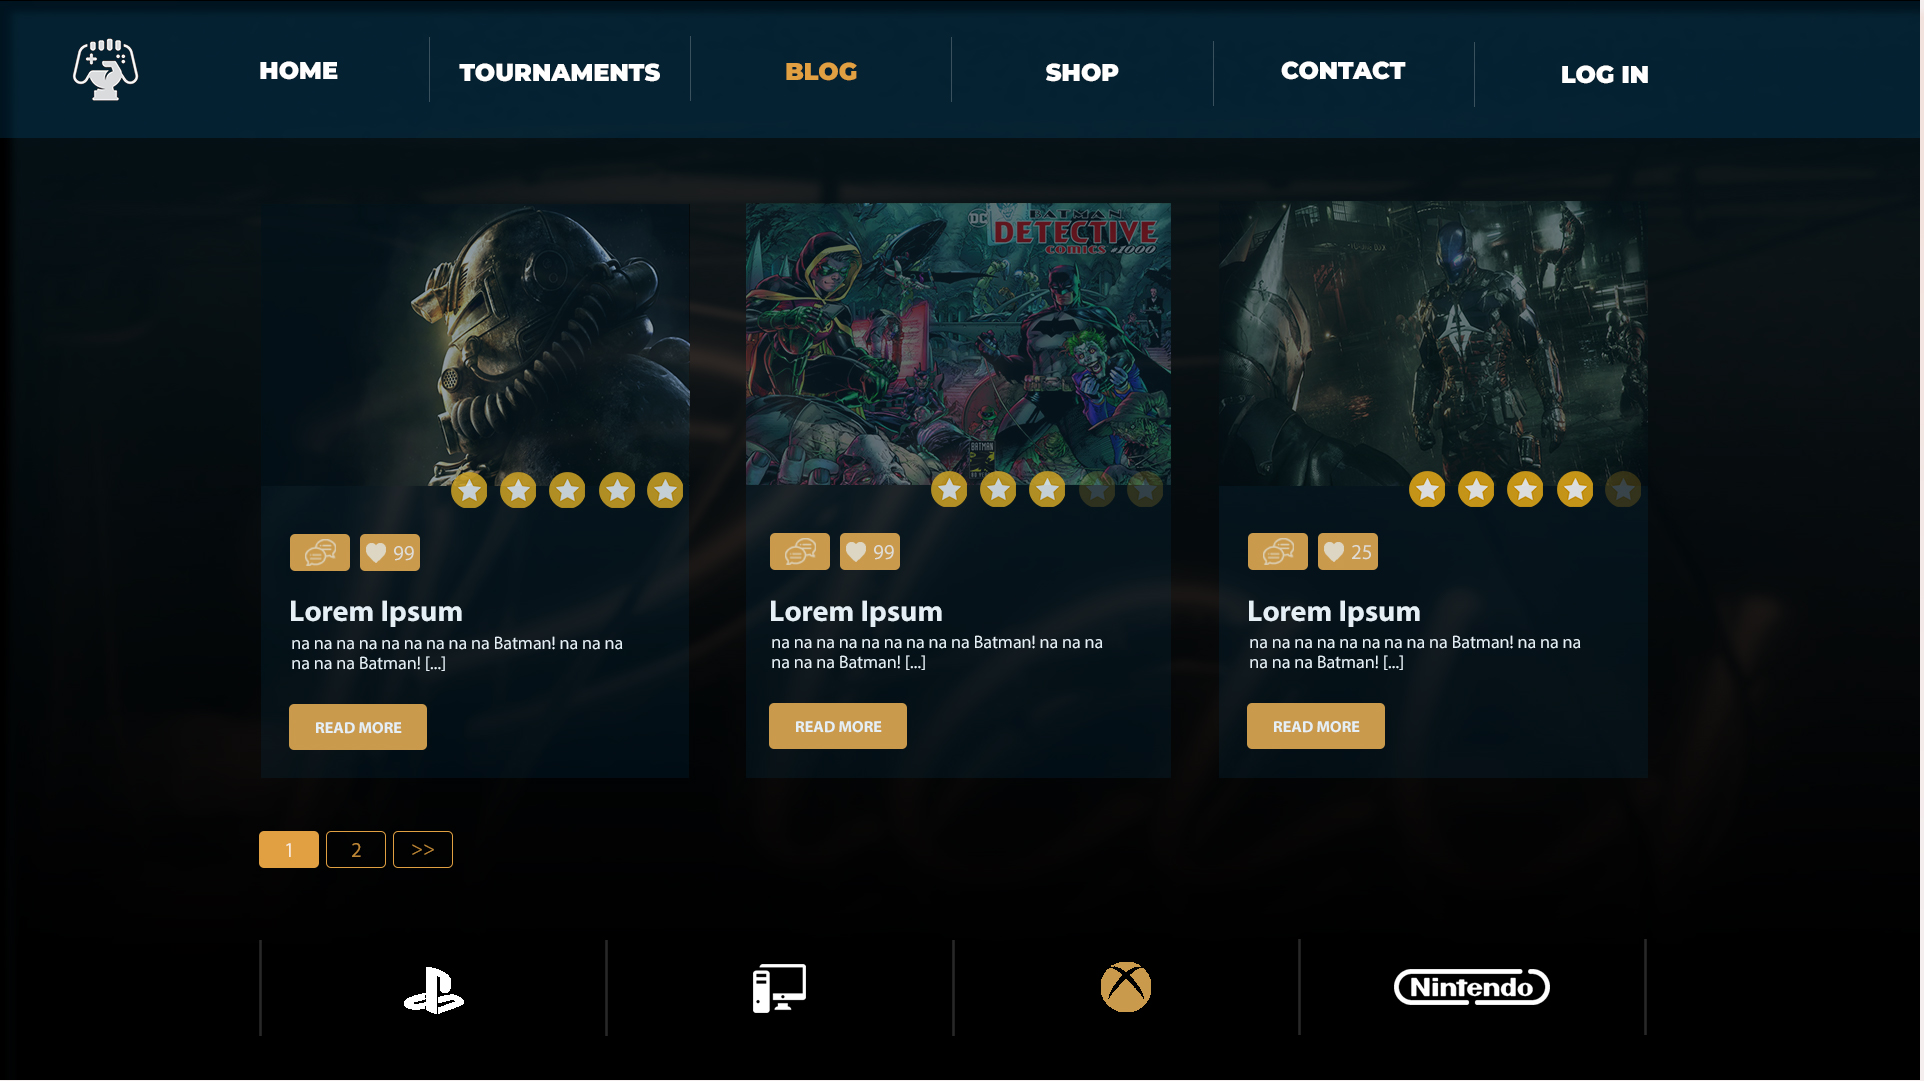 HOME
TOURNAMENTS
BLOG
SHOP
CONTACT
LOG IN
DC
BATMAN
DETECTIVE
COMICS #1000
BATMAN
99
Lorem Ipsum
na na na na na na na na na Batman! na na na
na na na Batman! [...]
READ MORE
99
Lorem Ipsum
na na na na na na na na na Batman! na na na
na na na Batman! [...]
READ MORE
25
Lorem Ipsum
na na na na na na na na na Batman! na na na
na na na Batman! [...]
READ MORE
1
2
>>
Nintendo